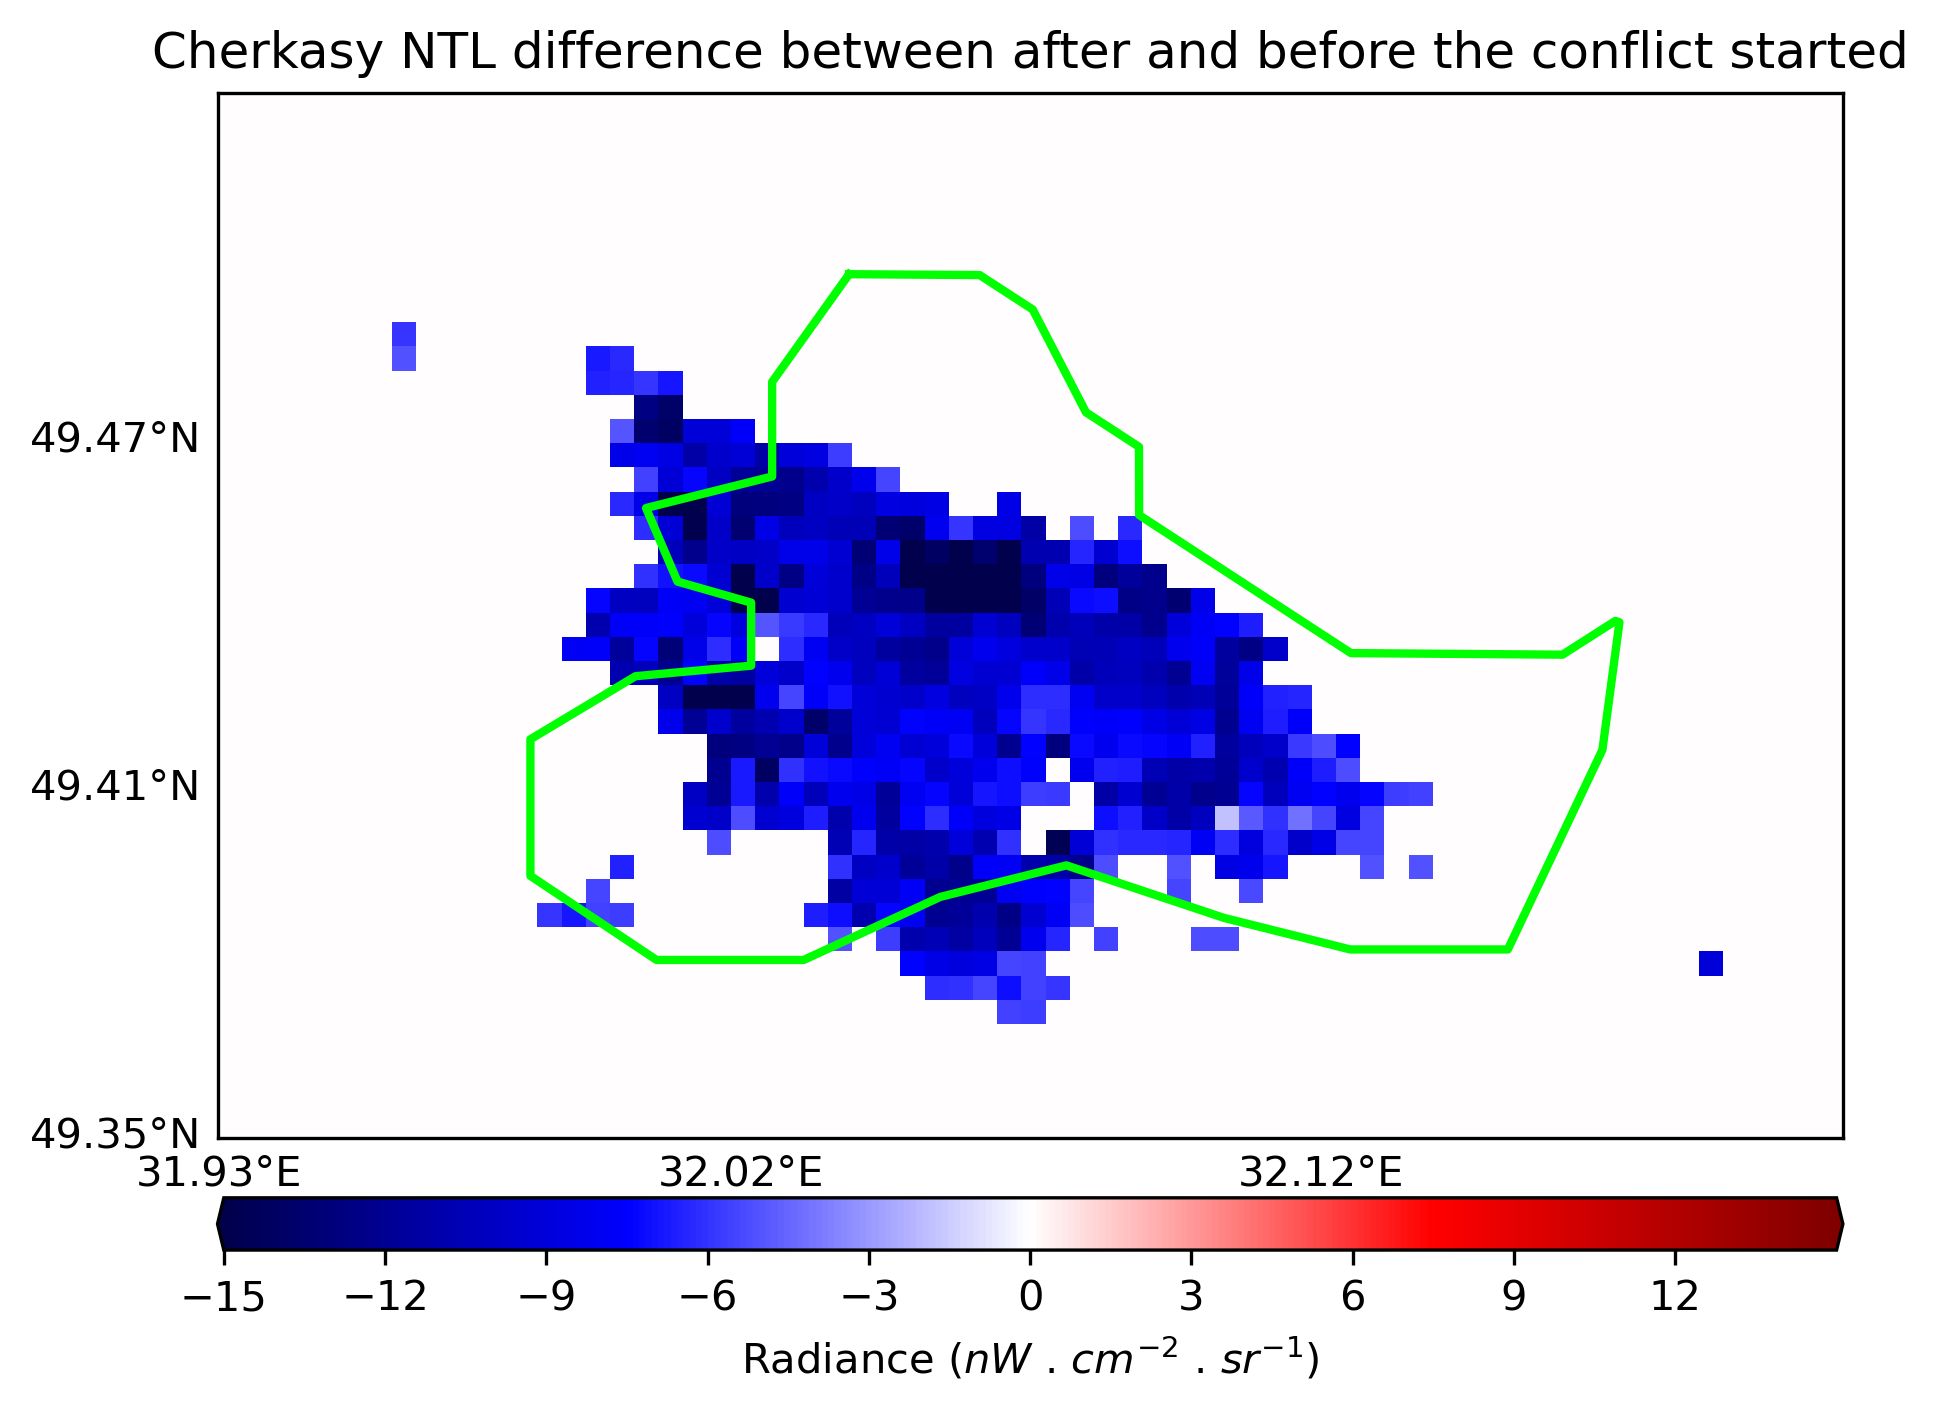 Cherkasy NTL difference between after and before the conflict started
49.47°N
49.41°N
49.35°N
31.93°E 32.02°E 32.12°E
−15 −12 −9 −6 −3 0 3 6 9 12
Radiance (nW . cm⁻² . sr⁻¹)